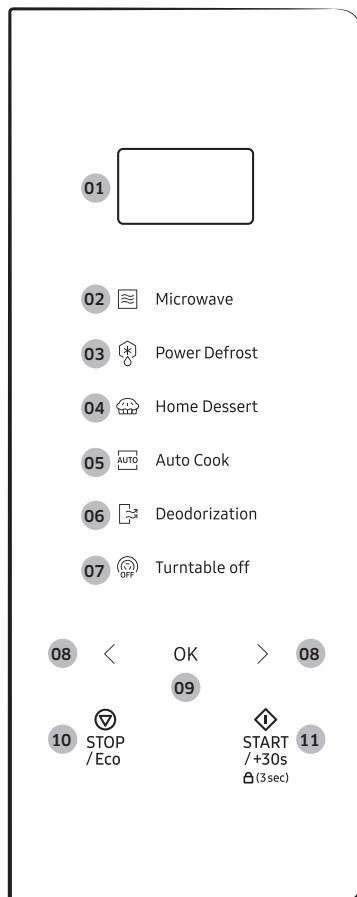 01
02 Microwave
03 Power Defrost
04 Home Dessert
05 AUTO Auto Cook
06 Deodorization
07 OFF Turntable off
08 < OK > 08
09
10 STOP START 11
/Eco /+30s
(3 sec)